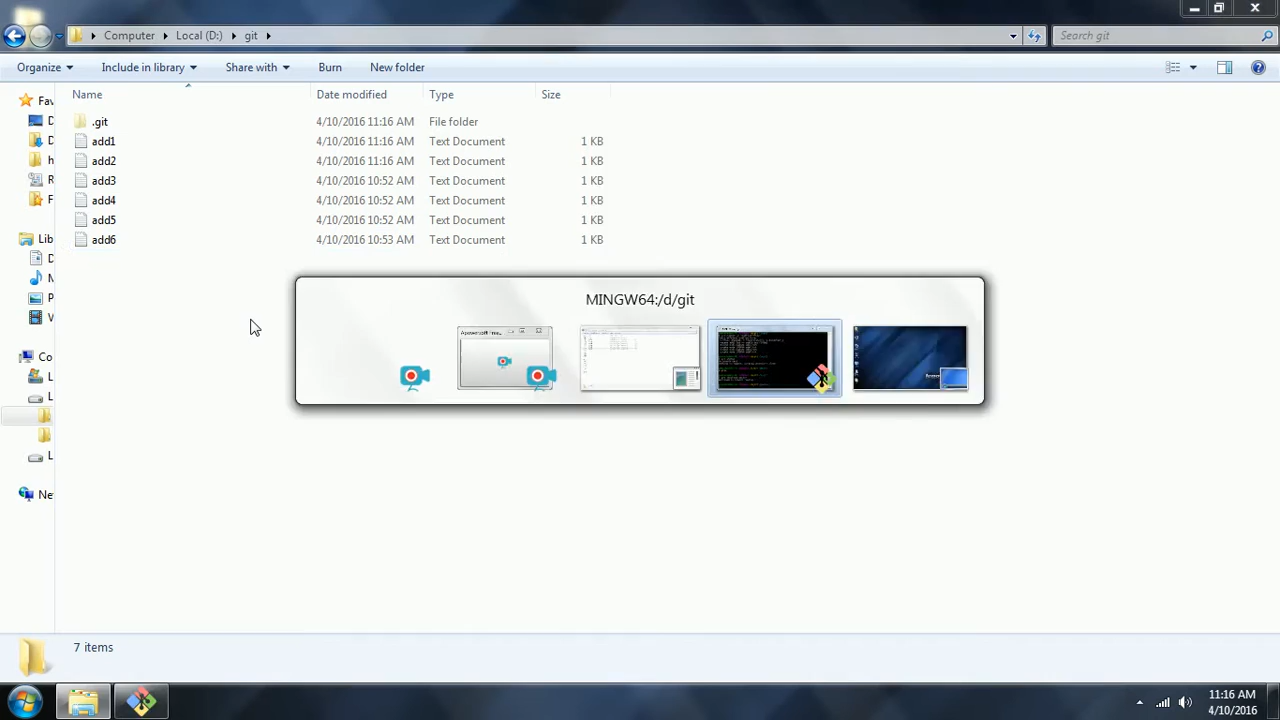 Computer Local (D:) git
Search git
Organize Include in library Share with Burn New folder
Name Date modified Type Size
.git 4/10/2016 11:16 AM File folder
add1 4/10/2016 11:16 AM Text Document 1 KB
add2 4/10/2016 11:16 AM Text Document 1 KB
add3 4/10/2016 10:52 AM Text Document 1 KB
add4 4/10/2016 10:52 AM Text Document 1 KB
add5 4/10/2016 10:52 AM Text Document 1 KB
add6 4/10/2016 10:53 AM Text Document 1 KB
Fav
D
D
h
R
F
Lib
D
M
P
V
Co
L
L
L
Ne
MINGW64:/d/git
7 items
11:16 AM
4/10/2016